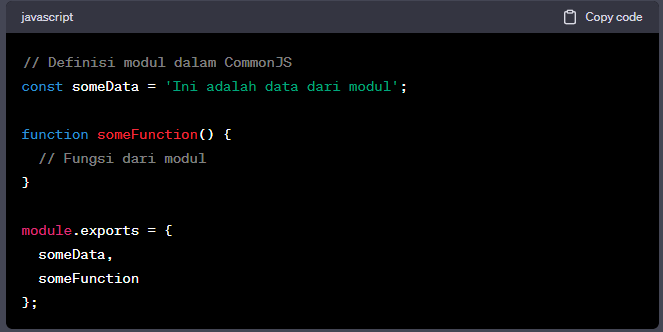 javascript
Copy code
// Definisi modul dalam CommonJS
const someData = 'Ini adalah data dari modul';
function someFunction() {
  // Fungsi dari modul
}
module.exports = {
  someData,
  someFunction
};